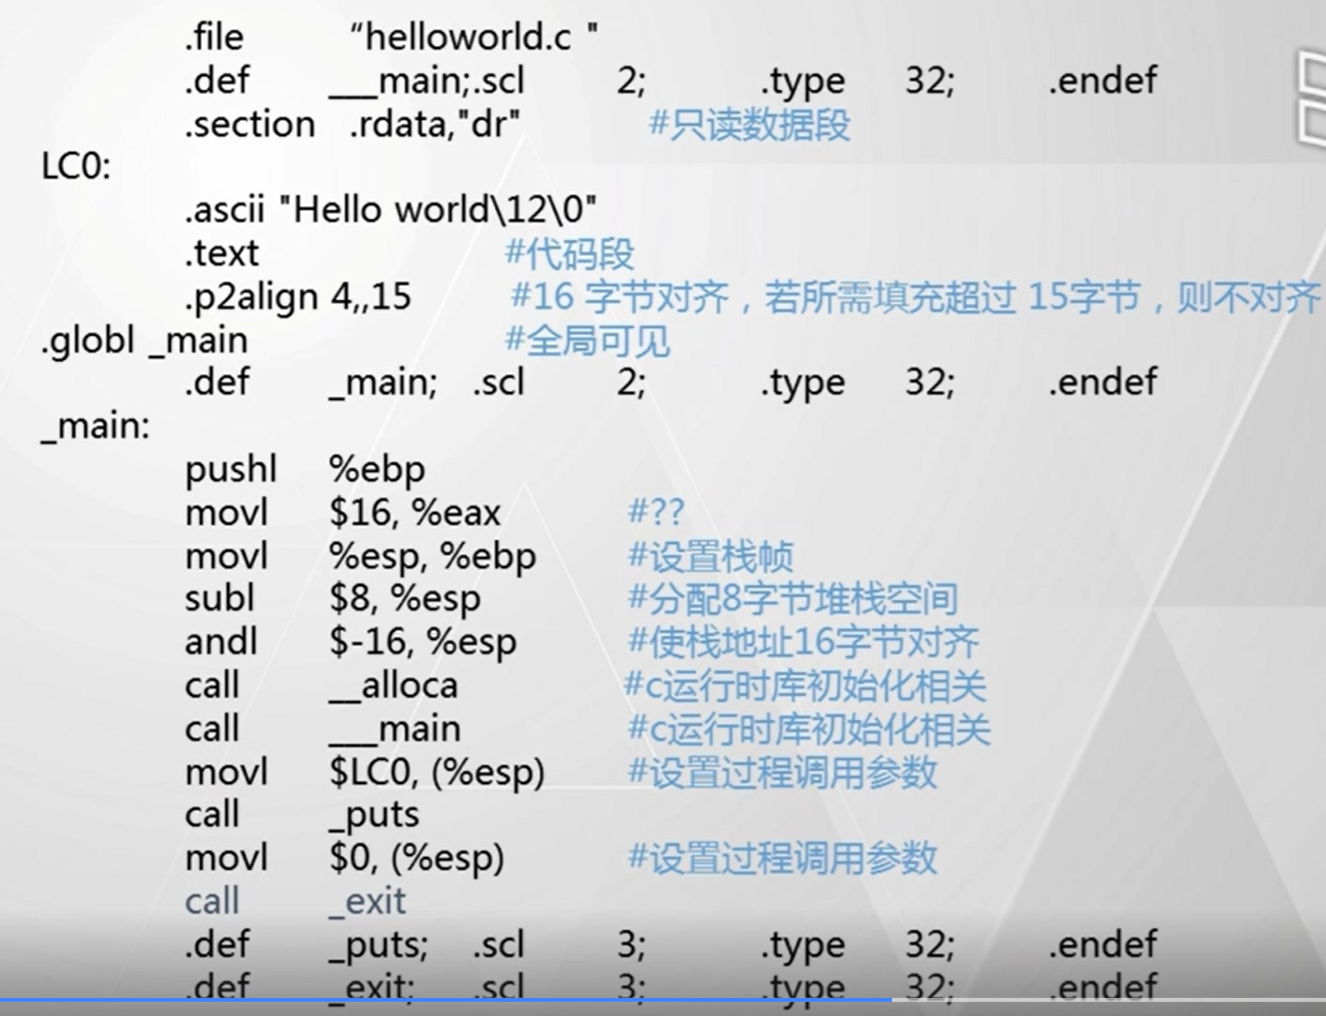 .file “helloworld.c "
.def ___main;.scl 2; .type 32; .endef
.section .rdata,"dr" #只读数据段
LC0:
.ascii "Hello world\12\0"
.text #代码段
.p2align 4,,15 #16 字节对齐，若所需填充超过 15字节，则不对齐
.globl _main #全局可见
.def _main; .scl 2; .type 32; .endef
_main:
pushl %ebp
movl $16, %eax #??
movl %esp, %ebp #设置栈帧
subl $8, %esp #分配8字节堆栈空间
andl $-16, %esp #使栈地址16字节对齐
call __alloca #c运行时库初始化相关
call ___main #c运行时库初始化相关
movl $LC0, (%esp) #设置过程调用参数
call _puts
movl $0, (%esp) #设置过程调用参数
call _exit
.def _puts; .scl 3; .type 32; .endef
.def _exit; .scl 3; .type 32; .endef